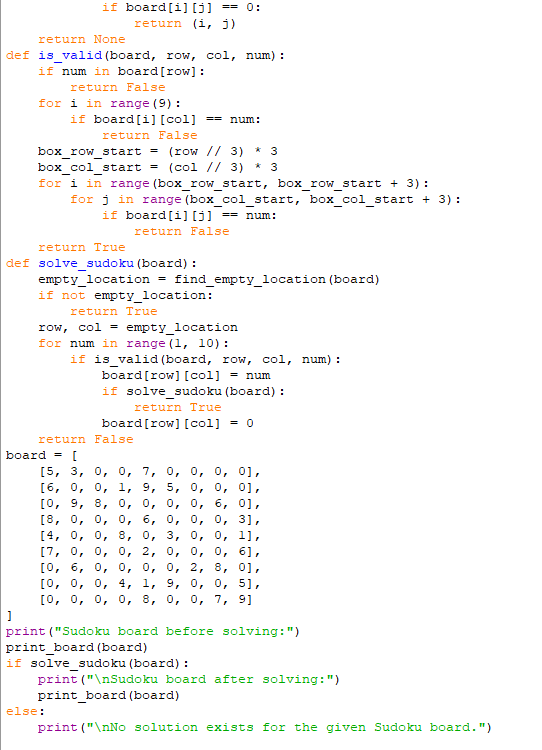 if board[i][j] == 0:
                return (i, j)
    return None
def is_valid(board, row, col, num):
    if num in board[row]:
        return False
    for i in range(9):
        if board[i][col] == num:
            return False
    box_row_start = (row // 3) * 3
    box_col_start = (col // 3) * 3
    for i in range(box_row_start, box_row_start + 3):
        for j in range(box_col_start, box_col_start + 3):
            if board[i][j] == num:
                return False
    return True
def solve_sudoku(board):
    empty_location = find_empty_location(board)
    if not empty_location:
        return True
    row, col = empty_location
    for num in range(1, 10):
        if is_valid(board, row, col, num):
            board[row][col] = num
            if solve_sudoku(board):
                return True
            board[row][col] = 0
    return False
board = [
    [5, 3, 0, 0, 7, 0, 0, 0, 0],
    [6, 0, 0, 1, 9, 5, 0, 0, 0],
    [0, 9, 8, 0, 0, 0, 0, 6, 0],
    [8, 0, 0, 0, 6, 0, 0, 0, 3],
    [4, 0, 0, 8, 0, 3, 0, 0, 1],
    [7, 0, 0, 0, 2, 0, 0, 0, 6],
    [0, 6, 0, 0, 0, 0, 2, 8, 0],
    [0, 0, 0, 4, 1, 9, 0, 0, 5],
    [0, 0, 0, 0, 8, 0, 0, 7, 9]
]
print("Sudoku board before solving:")
print_board(board)
if solve_sudoku(board):
    print("\nSudoku board after solving:")
    print_board(board)
else:
    print("\nNo solution exists for the given Sudoku board.")